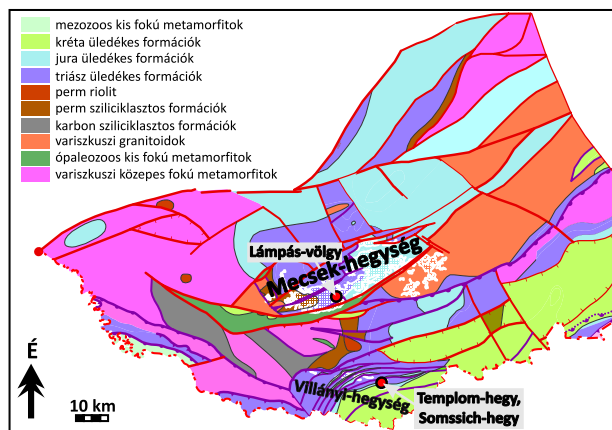 mezozoos kis fokú metamorfitok
kréta üledékes formációk
jura üledékes formációk
triász üledékes formációk
perm riolit
perm sziliciklasztos formációk
karbon sziliciklasztos formációk
variszkuszi granitoidok
ópaleozoos kis fokú metamorfitok
variszkuszi közepes fokú metamorfitok
Lámpás-völgy
Mecsek-hegység
Villányi-hegység
Templom-hegy,
Somssich-hegy
É
10 km